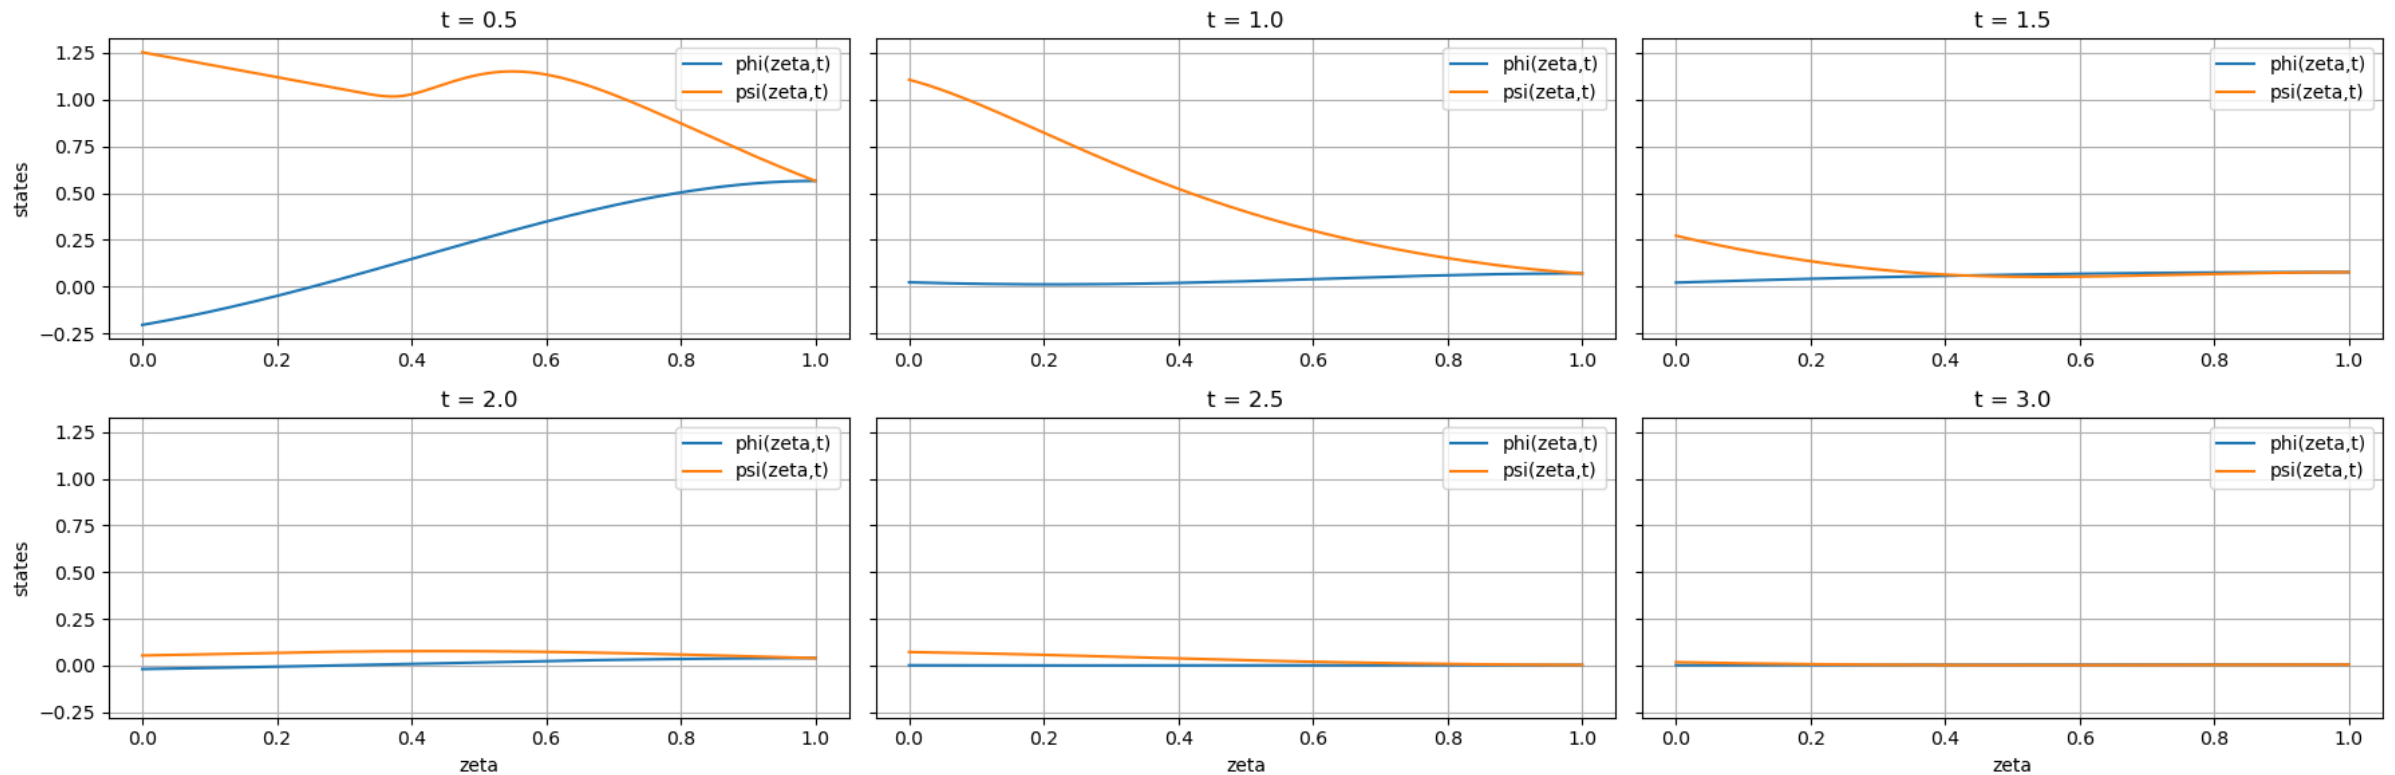 t = 0.5
t = 1.0
t = 1.5
states
1.25
1.00
0.75
0.50
0.25
0.00
−0.25
phi(zeta,t)
psi(zeta,t)
phi(zeta,t)
psi(zeta,t)
phi(zeta,t)
psi(zeta,t)
0.0 0.2 0.4 0.6 0.8 1.0
0.0 0.2 0.4 0.6 0.8 1.0
0.0 0.2 0.4 0.6 0.8 1.0
t = 2.0
t = 2.5
t = 3.0
states
1.25
1.00
0.75
0.50
0.25
0.00
−0.25
phi(zeta,t)
psi(zeta,t)
phi(zeta,t)
psi(zeta,t)
phi(zeta,t)
psi(zeta,t)
0.0 0.2 0.4 0.6 0.8 1.0
0.0 0.2 0.4 0.6 0.8 1.0
0.0 0.2 0.4 0.6 0.8 1.0
zeta
zeta
zeta